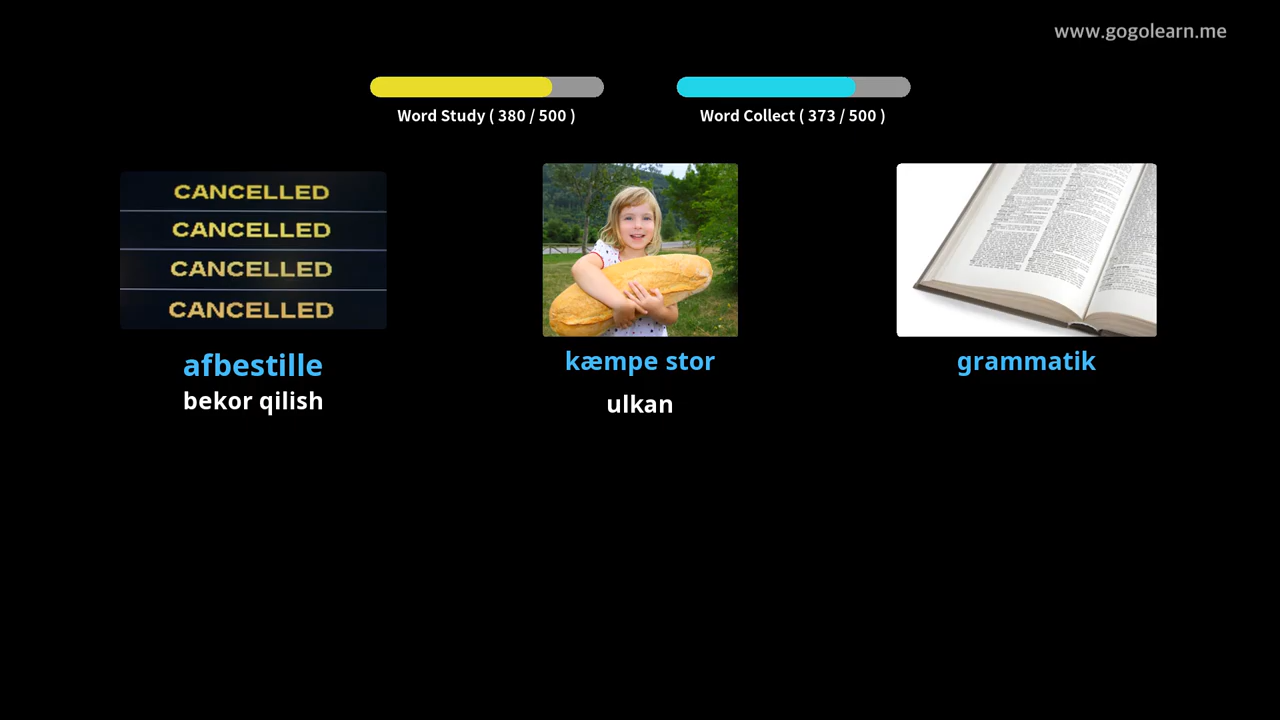 www.gogolearn.me
Word Study ( 380 / 500 )
Word Collect ( 373 / 500 )
CANCELLED
CANCELLED
CANCELLED
CANCELLED
afbestille
bekor qilish
kæmpe stor
ulkan
grammatik